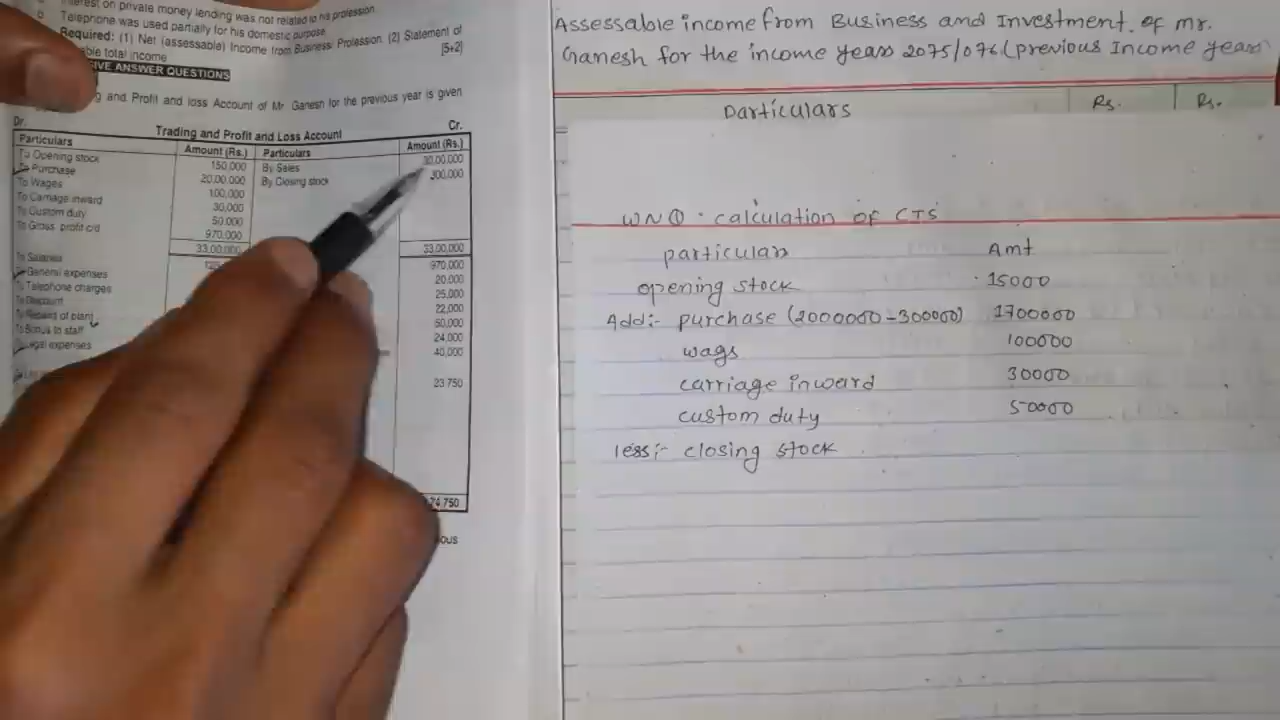 Interest on private money lending was not related to his profession.
Telephone was used partially for his domestic purpose
Required: (1) Net (assessable) Income from Business Profession. (2) Statement of
able total income
[5+2]
IVE ANSWER QUESTIONS
g and Profit and loss Account of Mr. Ganesh for the previous year is given
Dr. Trading and Profit and Loss Account Cr.
Particulars Amount (Rs.) Particulars Amount (Rs.)
To Opening stock 150,000 By Sales 30,00,000
To Purchase 20,00,000 By Closing stock 300,000
To Wages 100,000
To Carriage inward 30,000
To Custom duty 50,000
To Gross profit c/d 970,000
33,00,000 33,00,000
To Salaries 970,000
To General expenses 20,000
To Telephone charges 25,000
To Discount 22,000
To Repairs of plant 50,000
To Bonus to staff 24,000
To Legal expenses 40,000
23,750
74,750
ous
Assessable income from Business and Investment of mr.
Ganesh for the income years 2075/076 (previous Income years
Particulars Rs. Rs.
WN① · calculation of CTS
particulars Amt
opening stock 15000
Add:- purchase (2000000-300000) 1700000
wags 100000
carriage inward 30000
custom duty 50000
less:- closing stock